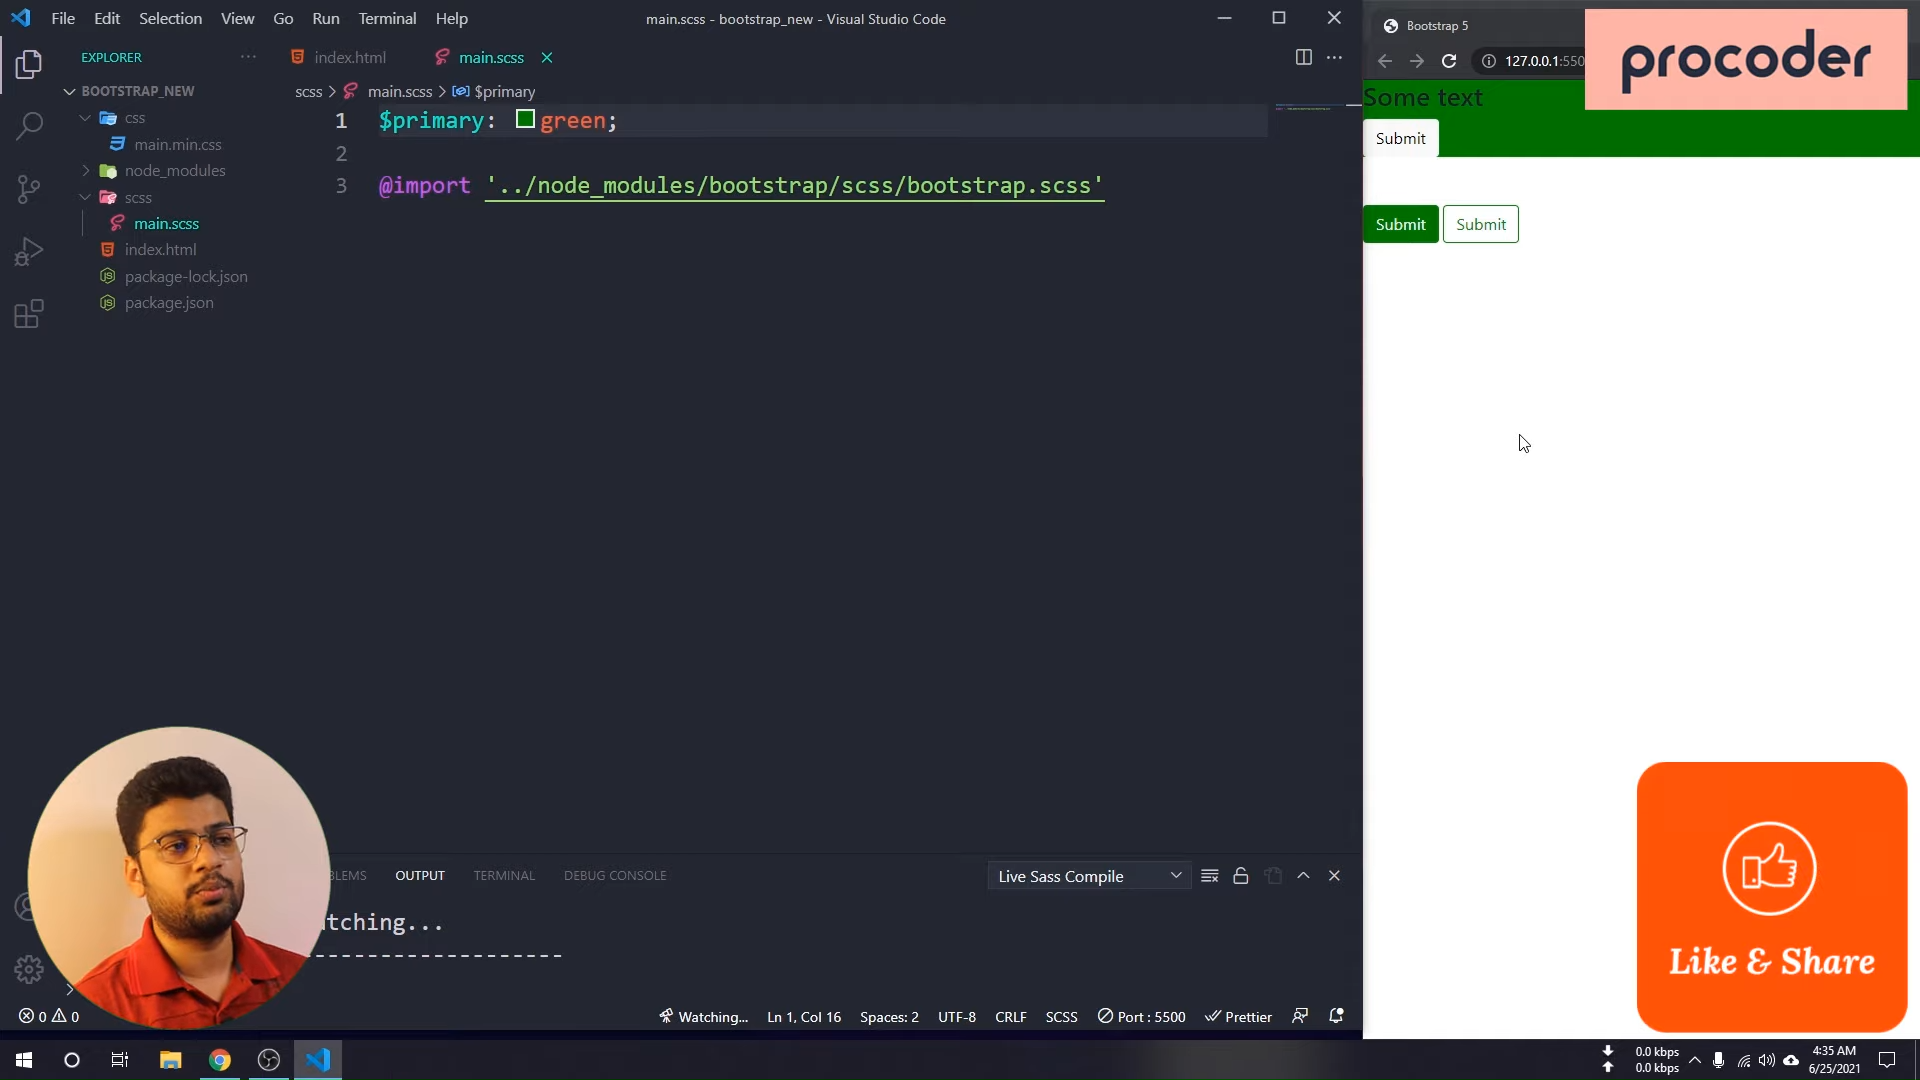 File Edit Selection View Go Run Terminal Help
main.scss - bootstrap_new - Visual Studio Code
EXPLORER
index.html
main.scss
BOOTSTRAP_NEW
css
main.min.css
node_modules
scss
main.scss
index.html
package-lock.json
package.json
scss > main.scss > $primary
1 $primary: green;
2
3 @import '../node_modules/bootstrap/scss/bootstrap.scss'
OUTPUT TERMINAL DEBUG CONSOLE
Live Sass Compile
tching...
--------------------
0 0
Watching... Ln 1, Col 16 Spaces: 2 UTF-8 CRLF SCSS Port : 5500 Prettier
Bootstrap 5
127.0.0.1:550
procoder
Some text
Submit
Submit Submit
Like & Share
0.0 kbps
0.0 kbps
4:35 AM
6/25/2021